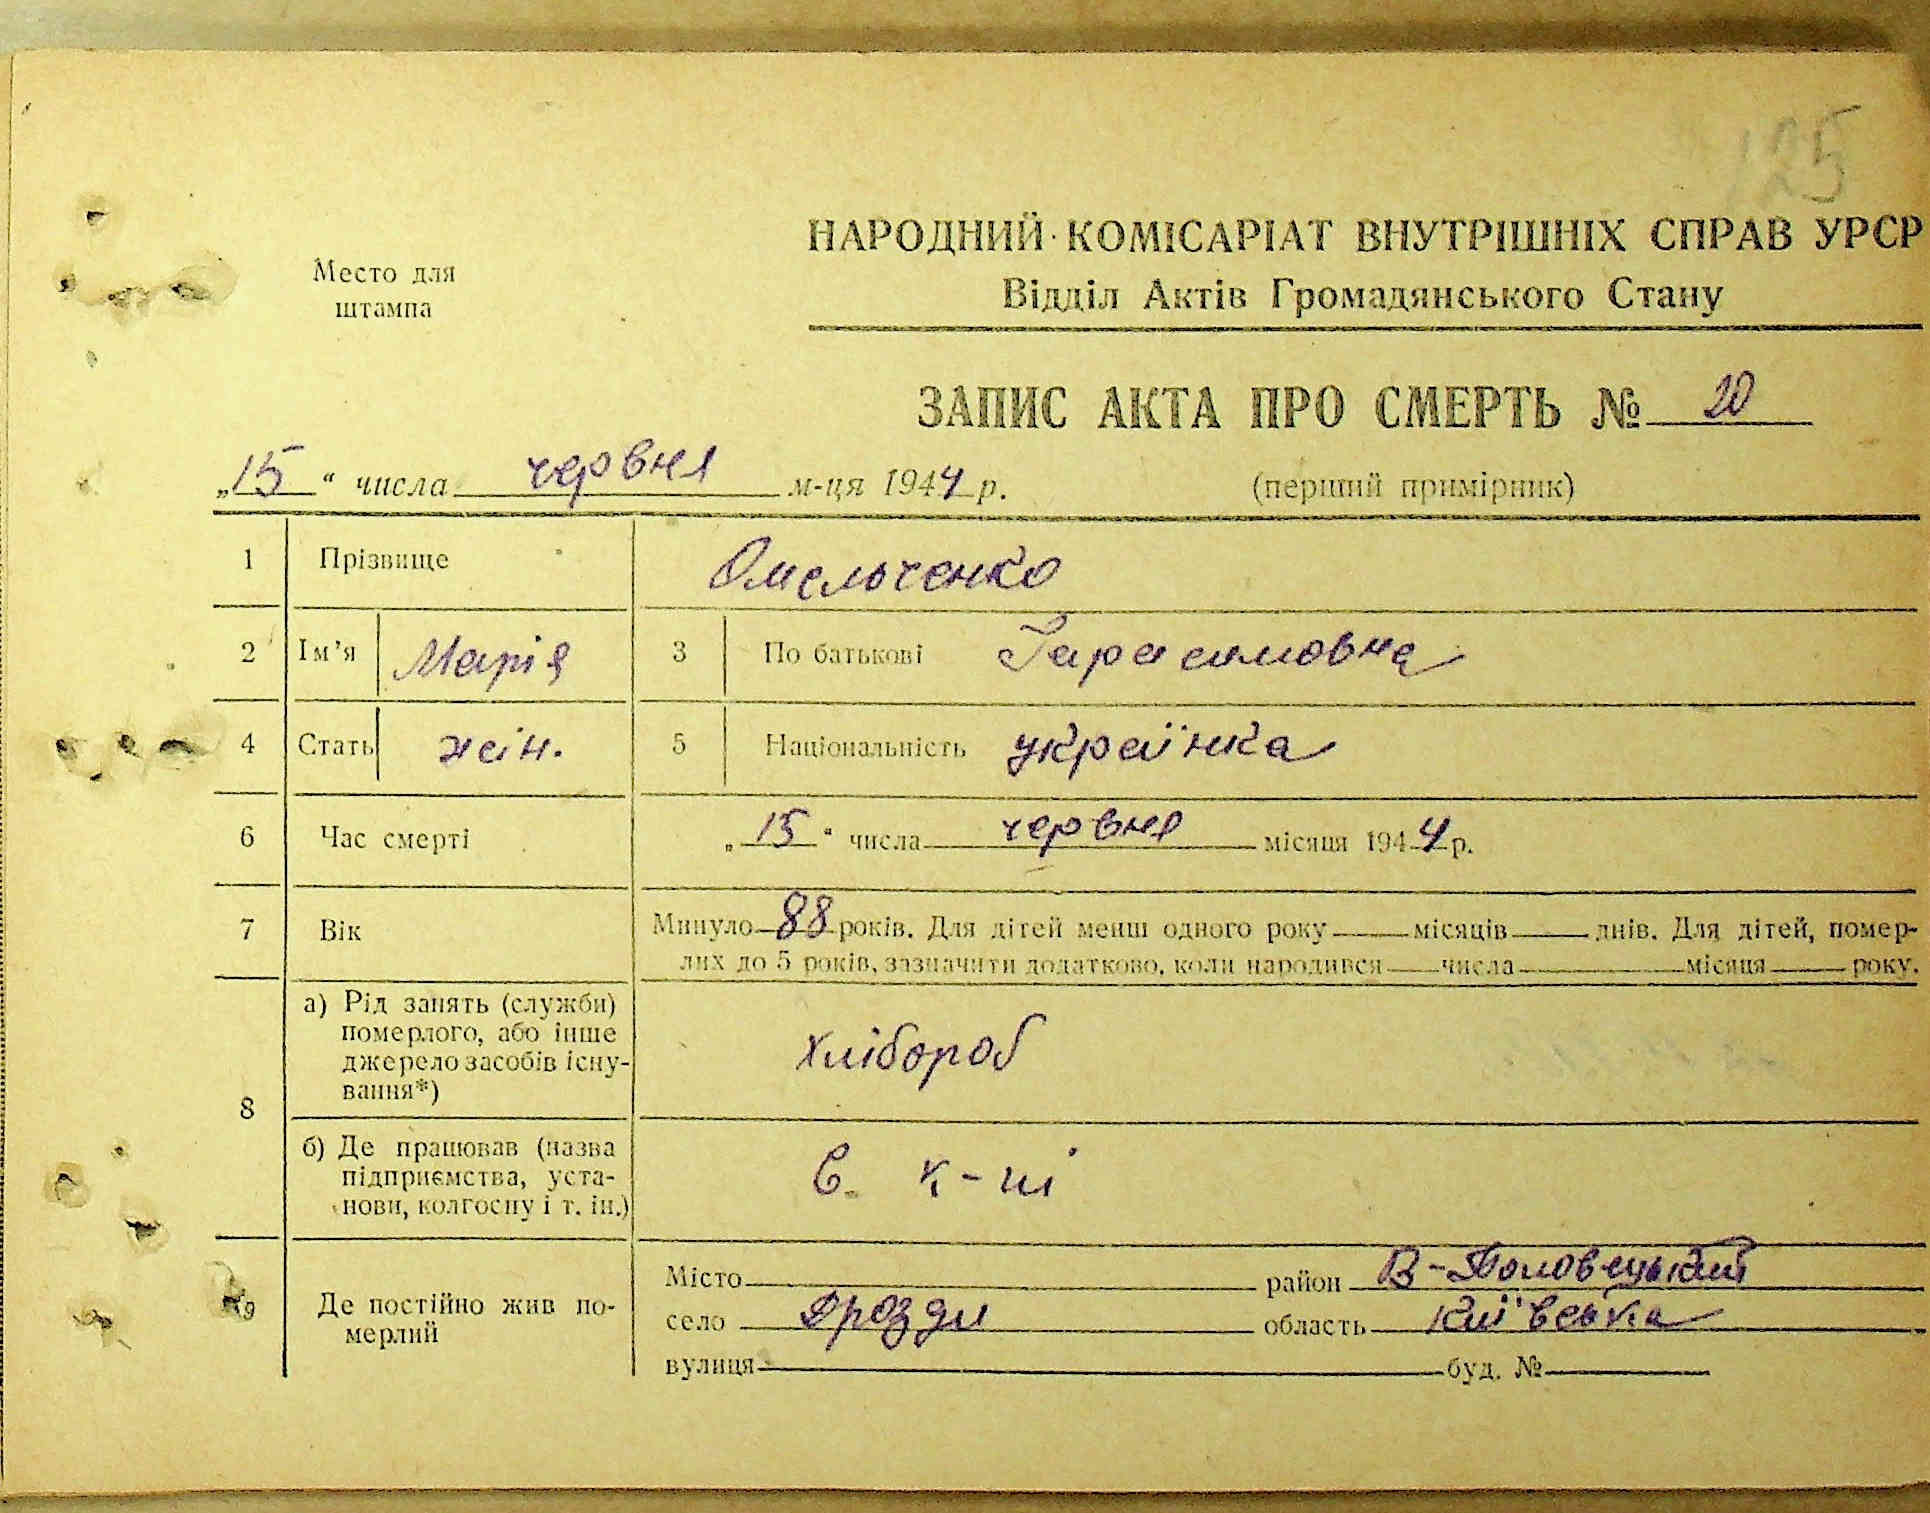 125
НАРОДНИЙ КОМІСАРІАТ ВНУТРІШНІХ СПРАВ УРСР
Место для штампа
Відділ Актів Громадянського Стану
ЗАПИС АКТА ПРО СМЕРТЬ № 20
„15“ числа червня м-ця 1944 р. (перший примірник)
1 Прізвище Омельченко
2 Ім’я Марія 3 По батькові Гарасимовна
4 Стать жін. 5 Національність українка
6 Час смерті „15“ числа червня місяця 1944 р.
7 Вік Минуло 88 років. Для дітей менш одного року місяців днів. Для дітей, помер-
лих до 5 років, зазначити додатково, коли народився числа місяця року.
8 а) Рід занять (служби)
померлого, або інше
джерело засобів існу-
вання*)
Хлібороб
б) Де працював (назва
підприємства, уста-
нови, колгоспу і т. ін.)
в к-пі
9 Де постійно жив по-
мерлий
Місто район В-Половецький
село Дрозди область Київська
вулиця буд. №